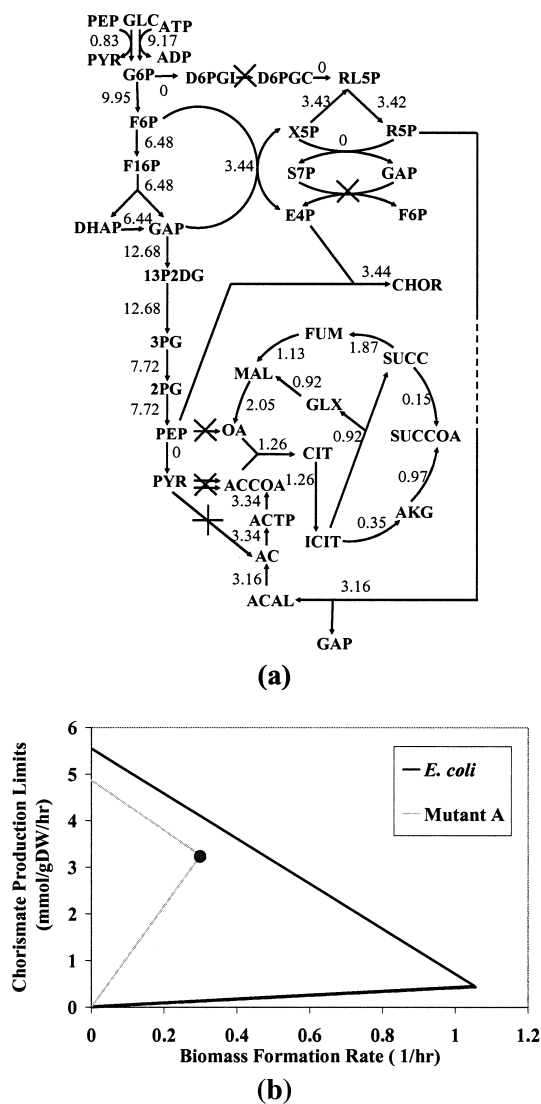 PEP GLC ATP
0.83 9.17
PYR ADP
G6P D6PGL D6PGC 0 RL5P
0
9.95
3.43 3.42
F6P X5P 0 R5P
6.48
F16P 3.44 S7P GAP
6.48
E4P F6P
DHAP 6.44 GAP
12.68
13P2DG 3.44 CHOR
12.68
FUM
3PG 1.13 1.87 SUCC
7.72 MAL 0.92
2PG GLX 0.15
7.72 2.05
PEP OA 0.92 SUCCOA
0 1.26 CIT
PYR ACCOA 1.26 0.97
3.34
ACTP AKG
3.34 ICIT 0.35
AC
3.16 3.16
ACAL
GAP
(a)
Chorismate Production Limits
(mmol/gDW/hr)
6
5
4
3
2
1
0
E. coli
Mutant A
0 0.2 0.4 0.6 0.8 1 1.2
Biomass Formation Rate ( 1/hr)
(b)